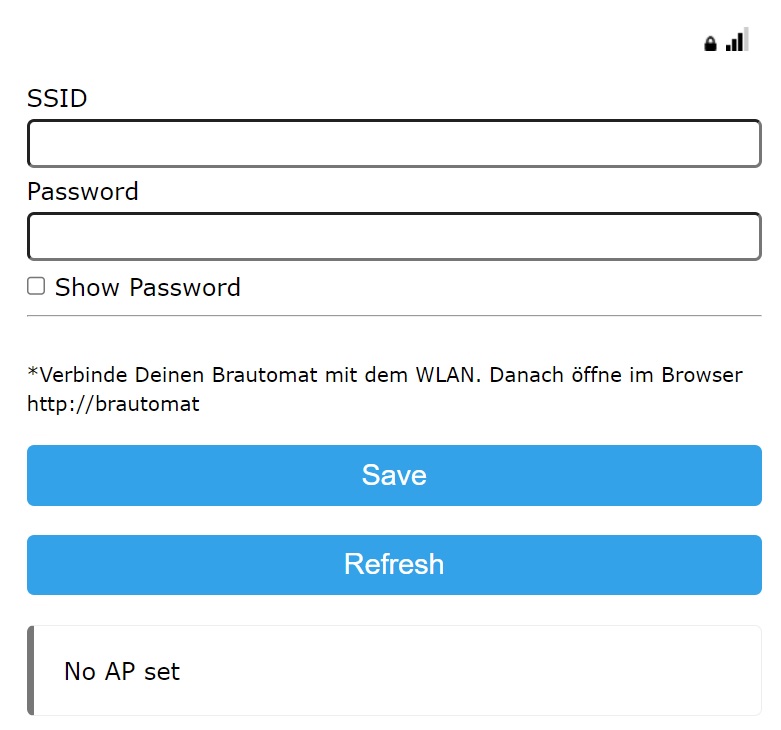 SSID
Password
Show Password
*Verbinde Deinen Brautomat mit dem WLAN. Danach öffne im Browser
http://brautomat
Save
Refresh
No AP set